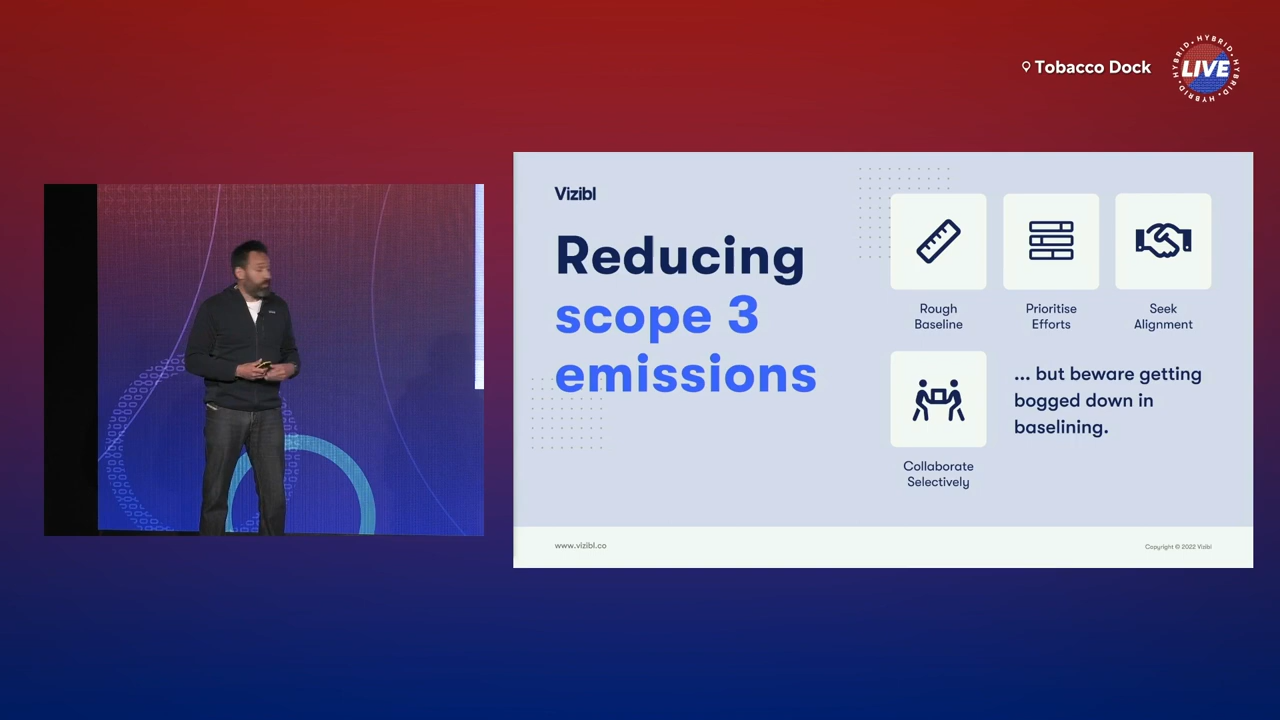 Tobacco Dock
HYBRID • HYBRID • HYBRID • HYBRID •
LIVE
Vizibl
Reducing
scope 3
emissions
Rough
Baseline
Prioritise
Efforts
Seek
Alignment
Collaborate
Selectively
... but beware getting
bogged down in
baselining.
www.vizibl.co
Copyright © 2022 Vizibl